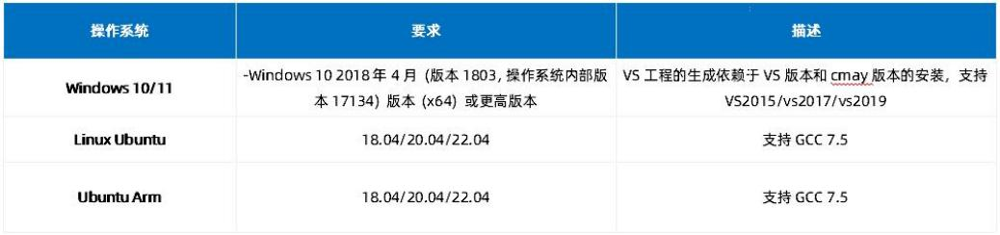 操作系统 要求 描述
Windows 10/11 -Windows 10 2018年 4 月 (版本 1803, 操作系统内部版 VS 工程的生成依赖于 VS 版本和 cmay 版本的安装，支持
本 17134) 版本 (x64) 或更高版本 VS2015/vs2017/vs2019
Linux Ubuntu 18.04/20.04/22.04 支持 GCC 7.5
Ubuntu Arm 18.04/20.04/22.04 支持 GCC 7.5